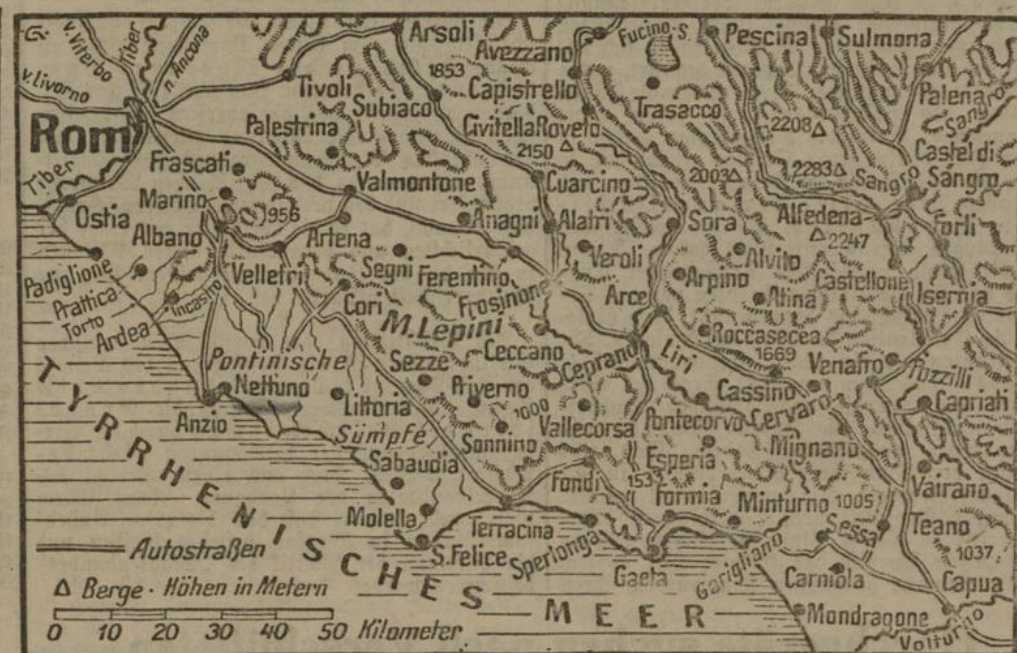 G.
v. Viterbo
Tiber
n. Ancona
v. Livorno
Rom
Tiber
Arsoli
Avezzano
Fucino-S.
Pescina
Sulmona
1853
Tivoli
Subiaco
Capistrello
Trasacco
Palena
Sangro
Palestrina
Civitella Roveto
2150
2208
Castel di
Sangro
Frascati
Marino
Valmontone
Guarcino
2003
2283
Sangro
Ostia
956
Albano
Artena
Anagni
Alatri
Sora
Alfedena
Forli
2247
Padiglione
Prattica
Torto
Ardea
Incastro
Velletri
Segni
Ferentino
Veroli
Alvito
Arpino
Castellone
Isernia
Cori
Frosinone
Arce
Atina
M. Lepini
Roccasecca
Pontinische
Sümpfe
Sezze
Ceccano
Ceprano
Liri
1669
Venafro
Pozzilli
Nettuno
Littoria
Priverno
Cassino
Cervaro
Capriati
Anzio
1000
Vallecorsa
Pontecorvo
Sonnino
Mignano
Sabaudia
Esperia
Fondi
1532
Formia
Minturno
1005
Vairano
Molella
Terracina
Sessa
Teano
S. Felice
Sperlonga
Gaeta
Garigliano
1037
Carniola
Capua
Mondragone
Volturno
TYRRHENISCHES MEER
Autostraßen
Δ Berge · Höhen in Metern
0 10 20 30 40 50 Kilometer